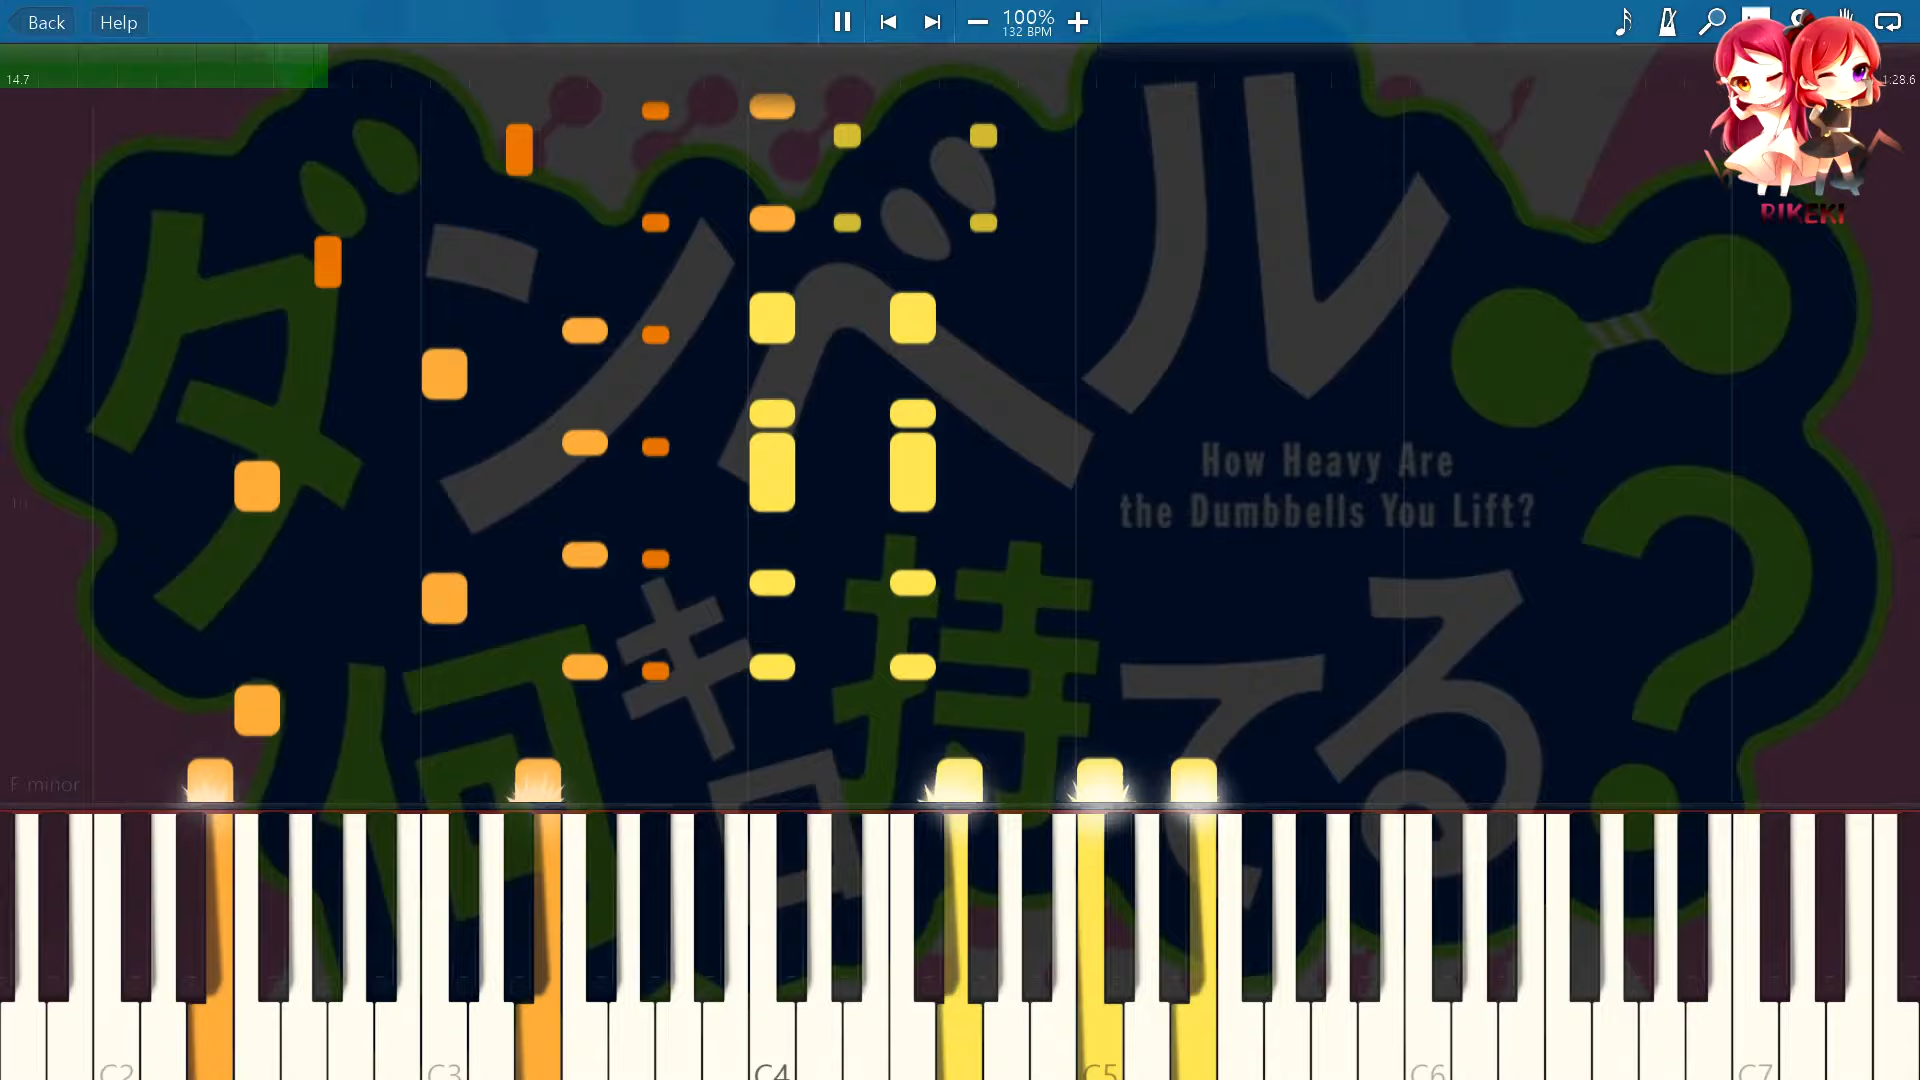 Back
Help
100%
132 BPM
14.7
1:28.6
RIKEKI
ダンベル
How Heavy Are
the Dumbbells You Lift?
何キロ持てる?
F minor
C2
C3
C4
C5
C6
C7